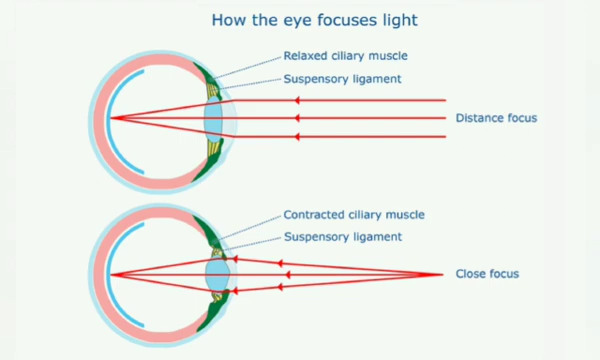 How the eye focuses light
Relaxed ciliary muscle
Suspensory ligament
Distance focus
Contracted ciliary muscle
Suspensory ligament
Close focus